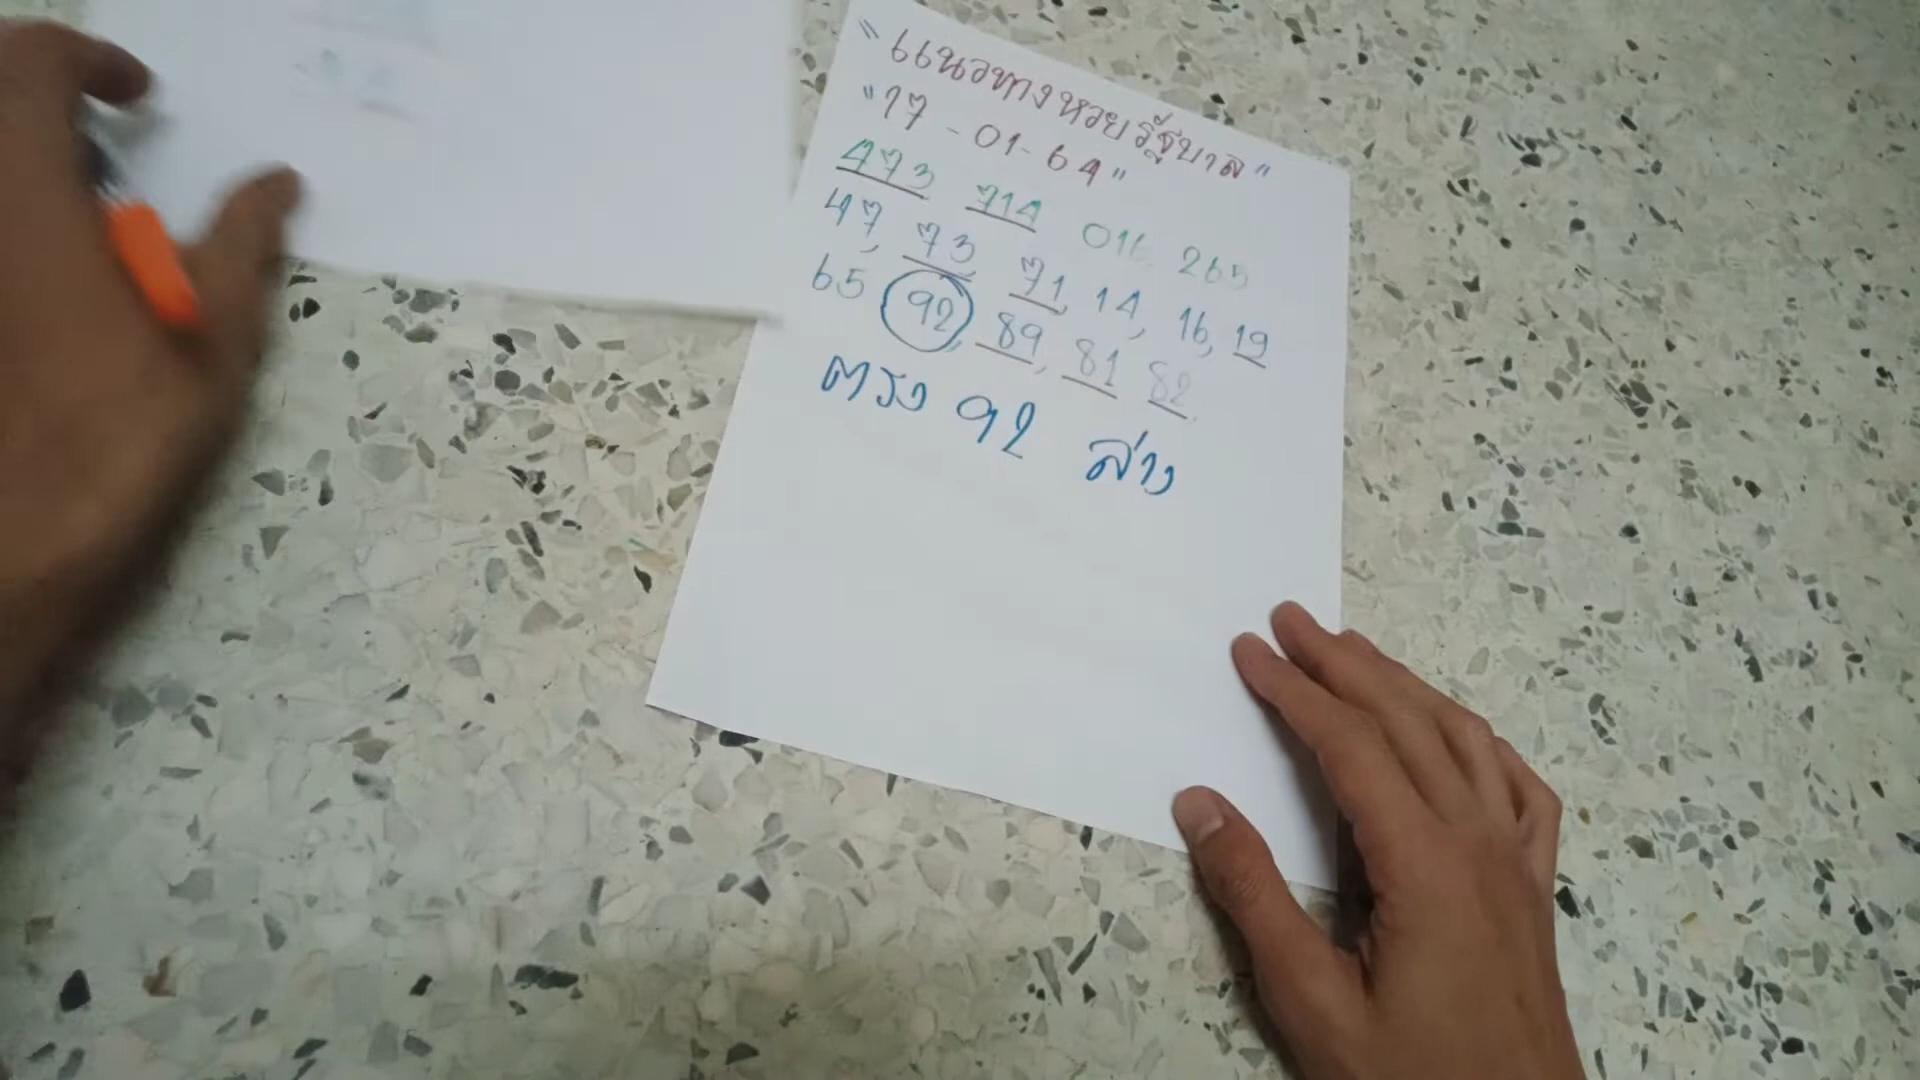 "แนวทางหวยรัฐบาล"
"17-01-64"
473 714 016, 265
47, 73 71, 14, 16, 19
65 92, 89, 81 82
ตรง 92 ล่าง